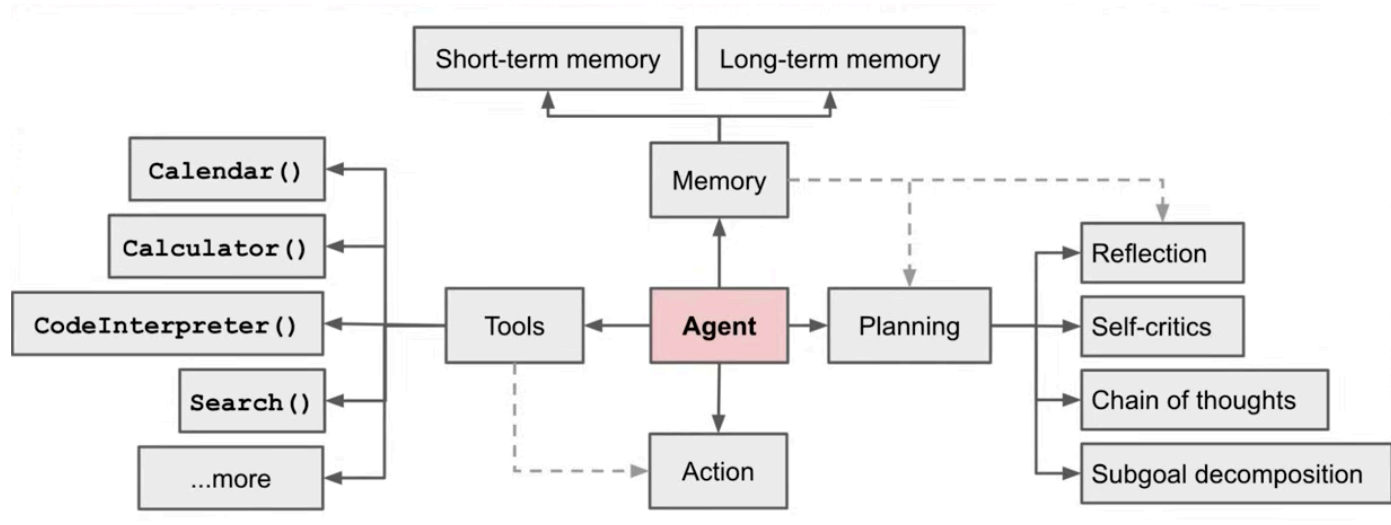 Short-term memory
Long-term memory
Calendar()
Memory
Calculator()
Reflection
CodeInterpreter()
Tools
Agent
Planning
Self-critics
Search()
Chain of thoughts
...more
Action
Subgoal decomposition